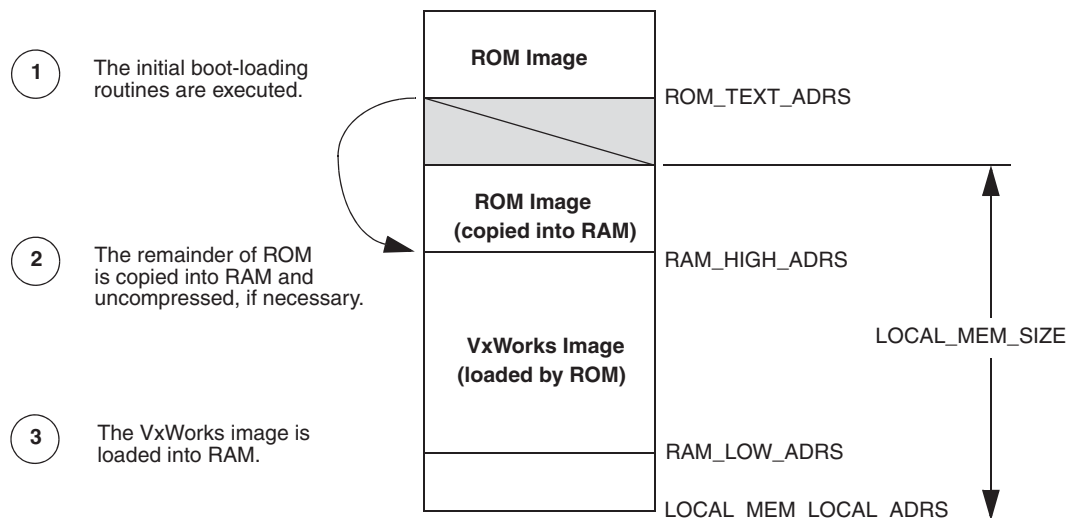 1
The initial boot-loading
routines are executed.
ROM Image
ROM_TEXT_ADRS
ROM Image
(copied into RAM)
2
The remainder of ROM
is copied into RAM and
uncompressed, if necessary.
RAM_HIGH_ADRS
LOCAL_MEM_SIZE
VxWorks Image
(loaded by ROM)
3
The VxWorks image is
loaded into RAM.
RAM_LOW_ADRS
LOCAL_MEM_LOCAL_ADRS